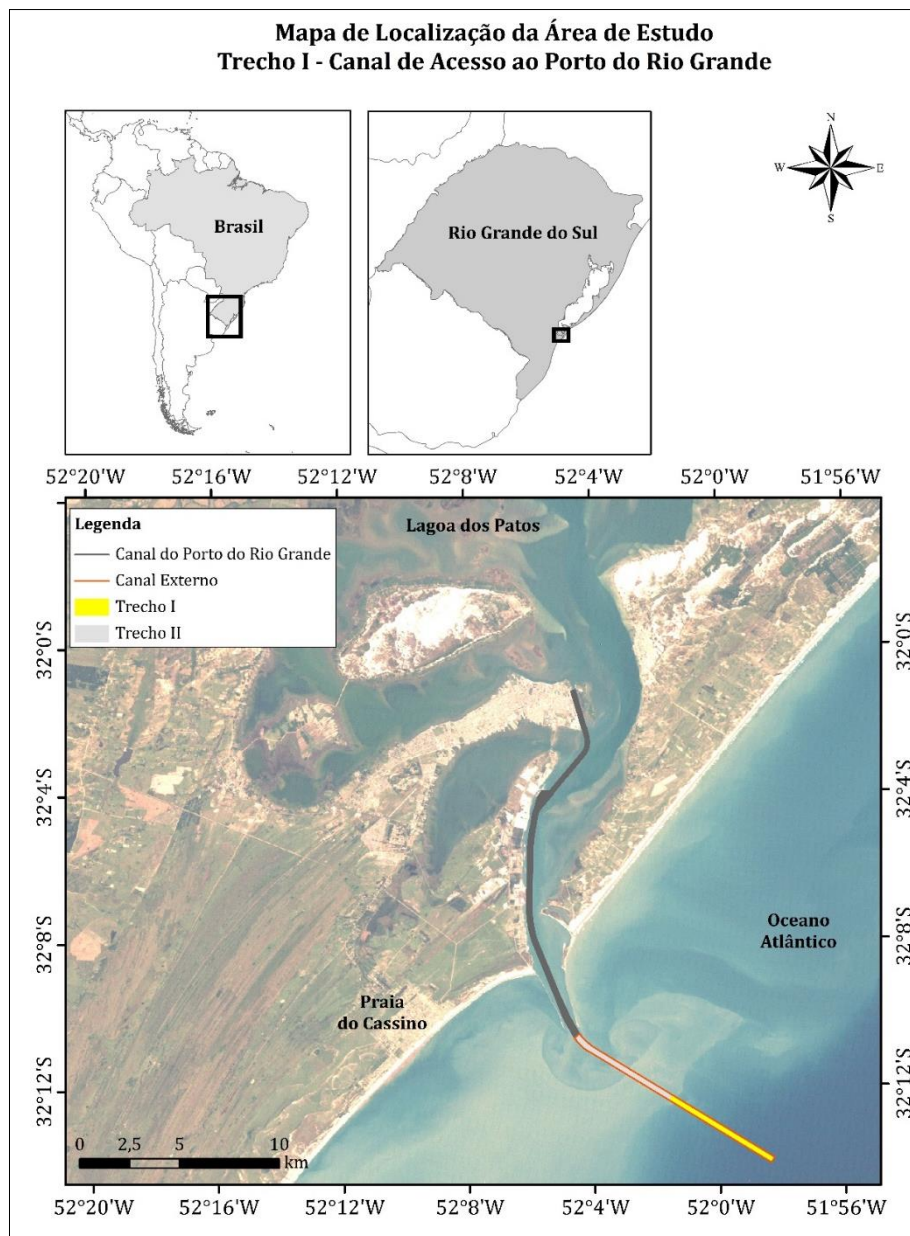 Mapa de Localização da Área de Estudo
Trecho I - Canal de Acesso ao Porto do Rio Grande
Brasil
Rio Grande do Sul
N
W
E
S
52°20'W
52°16'W
52°12'W
52°8'W
52°4'W
52°0'W
51°56'W
Legenda
Canal do Porto do Rio Grande
Canal Externo
Trecho I
Trecho II
Lagoa dos Patos
32°0'S
32°0'S
32°4'S
32°4'S
32°8'S
32°8'S
Oceano
Atlântico
Praia
do Cassino
32°12'S
32°12'S
0
2,5
5
10
km
52°20'W
52°16'W
52°12'W
52°8'W
52°4'W
52°0'W
51°56'W